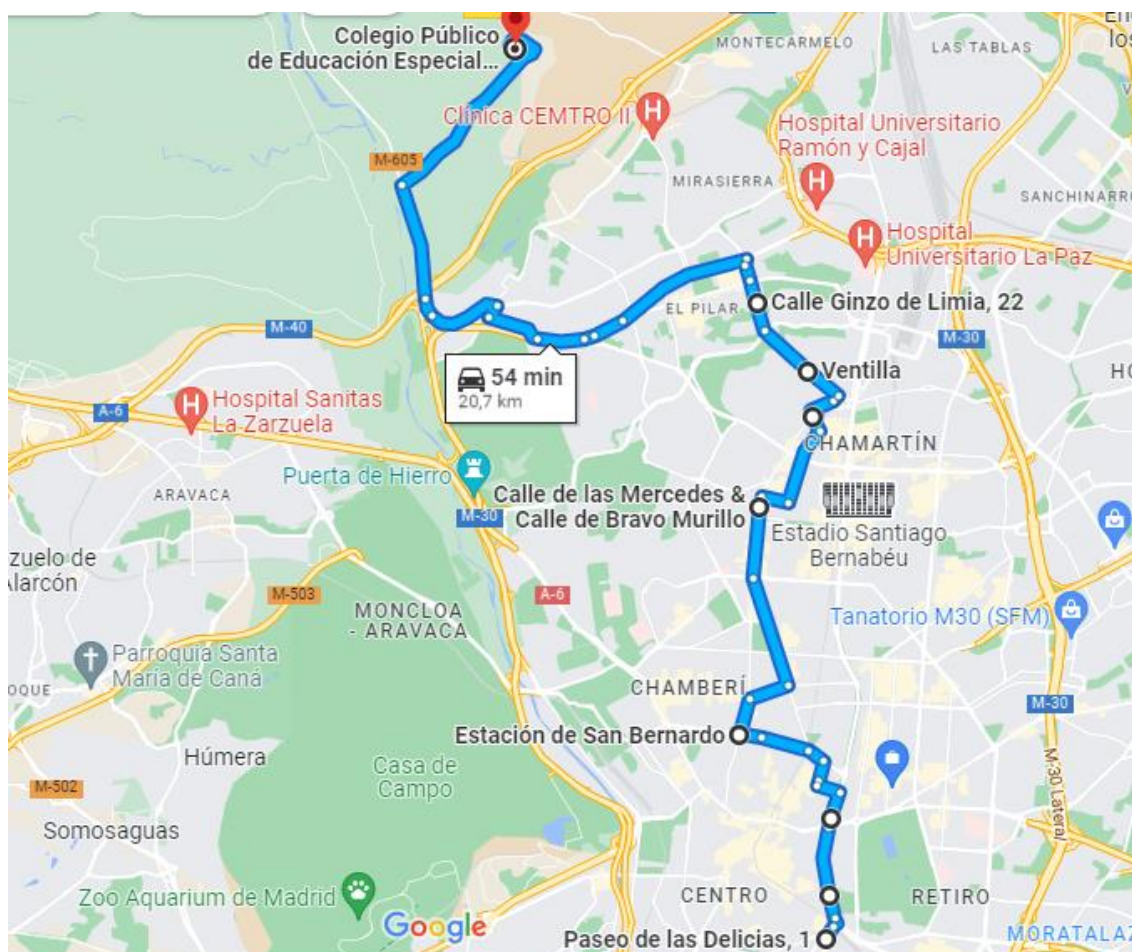 Colegio Público
de Educación Especial...
MONTECARMELO
LAS TABLAS
Clínica CEMTRO II
H
Hospital Universitario
Ramón y Cajal
H
M-605
MIRASIERRA
SANCHINARRO
H
Hospital
Universitario La Paz
EL PILAR
Calle Ginzo de Limia, 22
M-40
M-30
54 min
20,7 km
Ventilla
A-6
H
Hospital Sanitas
La Zarzuela
CHAMARTÍN
Puerta de Hierro
ARAVACA
Calle de las Mercedes &
Calle de Bravo Murillo
M-30
Estadio Santiago
Bernabéu
zuelo de
Alarcón
M-503
A-6
MONCLOA
- ARAVACA
Tanatorio M30 (SFM)
Parroquia Santa
María de Caná
OQUE
CHAMBERÍ
M-30
Estación de San Bernardo
Húmera
Casa de
Campo
M-502
M-30 Lateral
Somosaguas
Zoo Aquarium de Madrid
CENTRO
RETIRO
Google
Paseo de las Delicias, 1
MORATALAZ